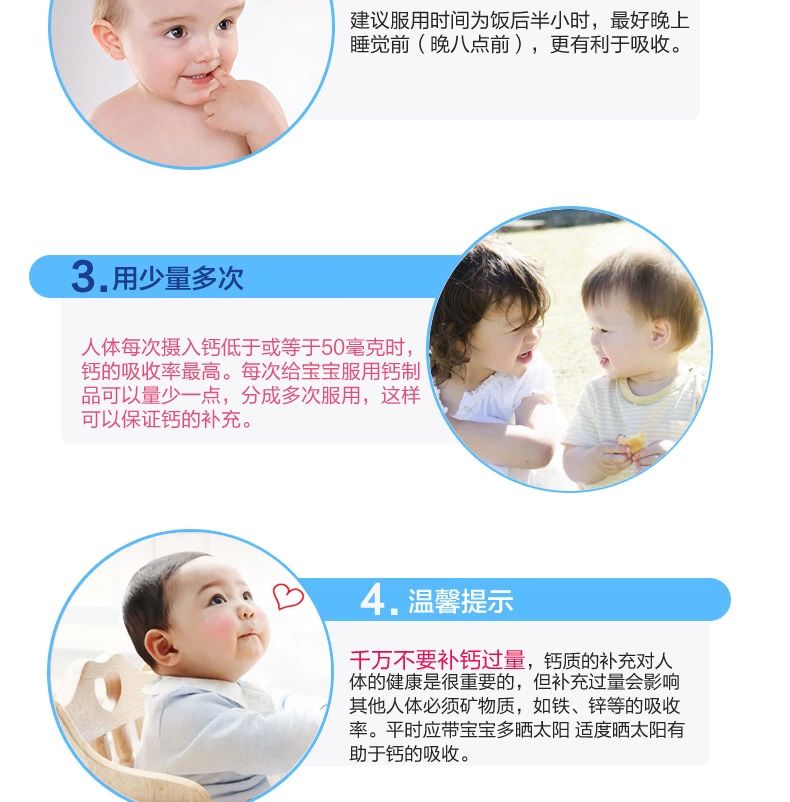 建议服用时间为饭后半小时，最好晚上
睡觉前（晚八点前），更有利于吸收。
3.用少量多次
人体每次摄入钙低于或等于50毫克时，
钙的吸收率最高。每次给宝宝服用钙制
品可以量少一点，分成多次服用，这样
可以保证钙的补充。
4.温馨提示
千万不要补钙过量，钙质的补充对人
体的健康是很重要的，但补充过量会影响
其他人体必须矿物质，如铁、锌等的吸收
率。平时应带宝宝多晒太阳 适度晒太阳有
助于钙的吸收。